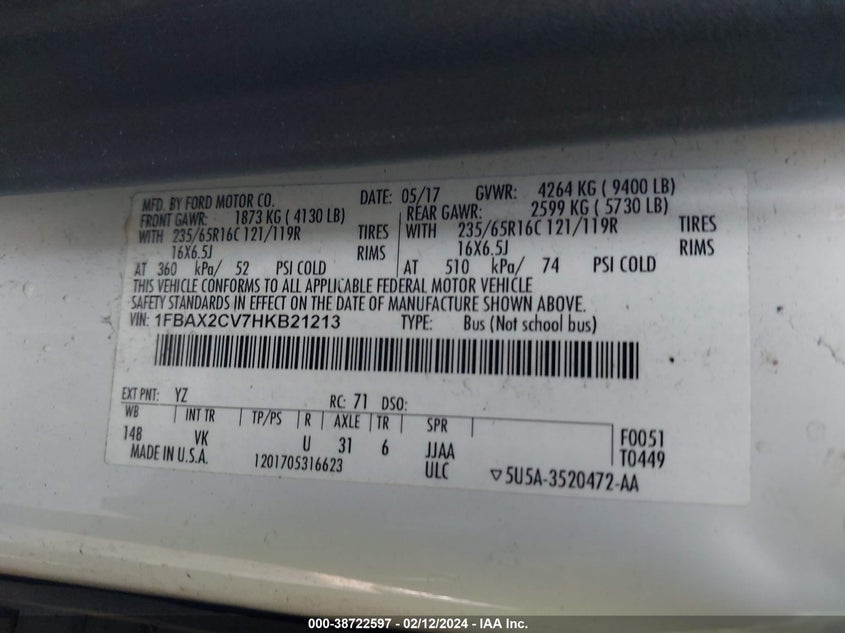 MFD. BY FORD MOTOR CO. DATE: 05/17 GVWR: 4264 KG ( 9400 LB)
FRONT GAWR: 1873 KG ( 4130 LB) REAR GAWR: 2599 KG ( 5730 LB)
WITH 235/65R16C 121/119R TIRES WITH 235/65R16C 121/119R TIRES
16X6.5J RIMS 16X6.5J RIMS
AT 360 kPa/ 52 PSI COLD AT 510 kPa/ 74 PSI COLD
THIS VEHICLE CONFORMS TO ALL APPLICABLE FEDERAL MOTOR VEHICLE
SAFETY STANDARDS IN EFFECT ON THE DATE OF MANUFACTURE SHOWN ABOVE.
VIN: 1FBAX2CV7HKB21213 TYPE: Bus (Not school bus)
EXT PNT: YZ RC: 71 DSO:
WB INT TR TP/PS R AXLE TR SPR
148 VK U 31 6 JJAA F0051
MADE IN U.S.A. 1201705316623 ULC T0449
▽5U5A-3520472-AA
000-38722597 - 02/12/2024 - IAA Inc.